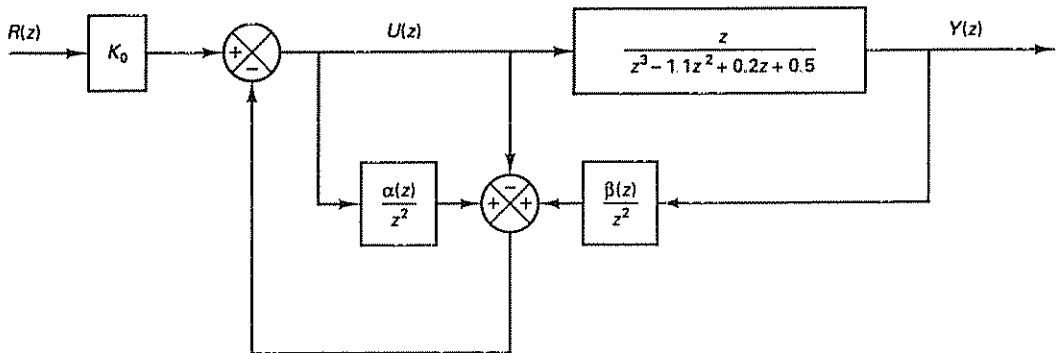 R(z)
K₀
+
−
U(z)
z
z³ − 1.1z² + 0.2z + 0.5
Y(z)
α(z)
z²
−
+ +
β(z)
z²